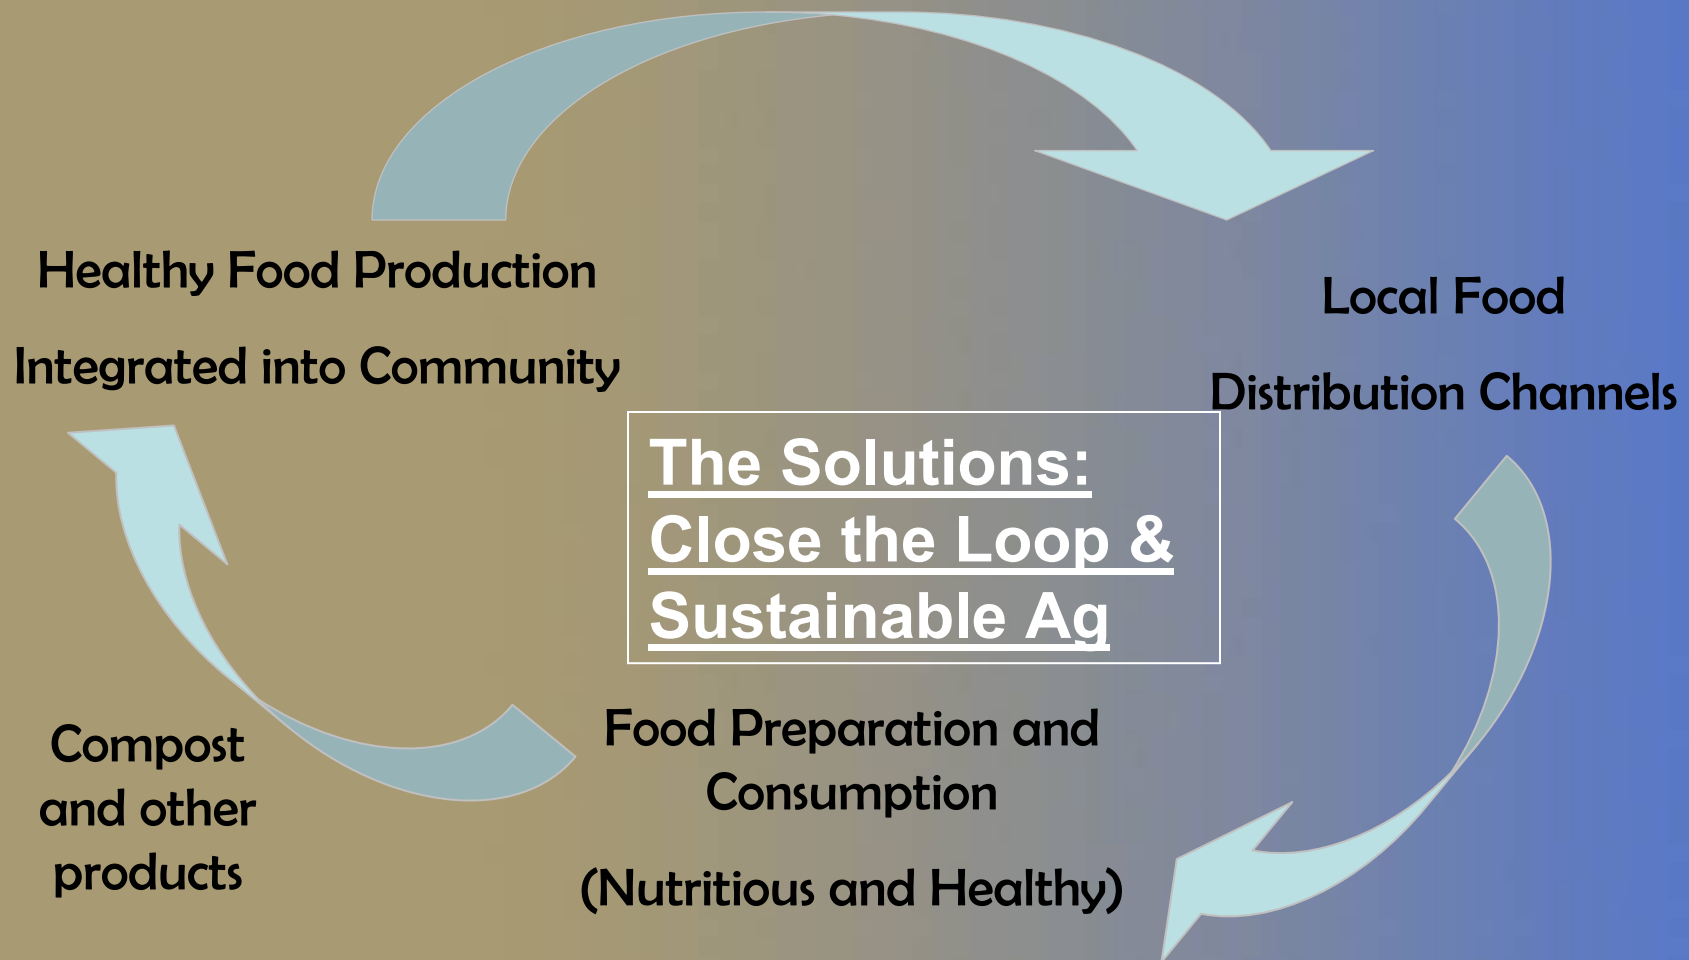 Healthy Food Production
Integrated into Community
Local Food
Distribution Channels
The Solutions:
Close the Loop &
Sustainable Ag
Food Preparation and
Consumption
(Nutritious and Healthy)
Compost
and other
products